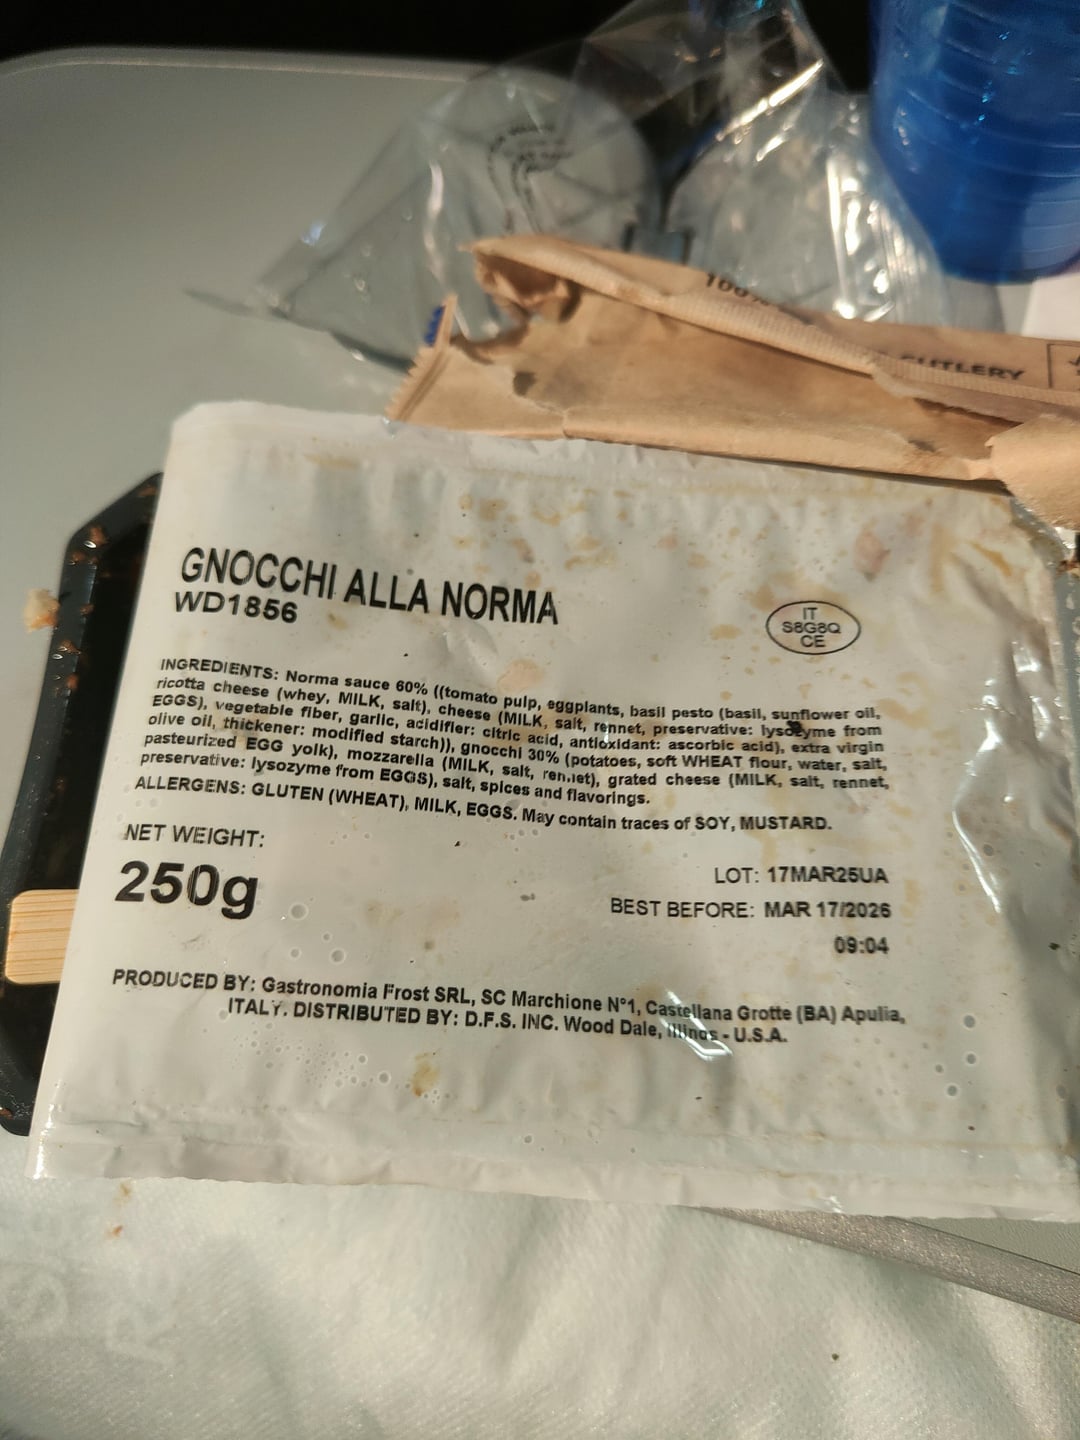 100%
CUTLERY
GNOCCHI ALLA NORMA
WD1856
IT
S8G8Q
CE
INGREDIENTS: Norma sauce 60% ((tomato pulp, eggplants, basil pesto (basil, sunflower oil,
ricotta cheese (whey, MILK, salt), cheese (MILK, salt, rennet, preservative: lysozyme from
EGGS), vegetable fiber, garlic, acidifier: citric acid, antioxidant: ascorbic acid), extra virgin
olive oil, thickener: modified starch)), gnocchi 30% (potatoes, soft WHEAT flour, water, salt,
pasteurized EGG yolk), mozzarella (MILK, salt, rennet), grated cheese (MILK, salt, rennet,
preservative: lysozyme from EGGS), salt, spices and flavorings.
ALLERGENS: GLUTEN (WHEAT), MILK, EGGS. May contain traces of SOY, MUSTARD.
NET WEIGHT:
250g
LOT: 17MAR25UA
BEST BEFORE: MAR 17/2026
09:04
PRODUCED BY: Gastronomia Frost SRL, SC Marchione N°1, Castellana Grotte (BA) Apulia,
ITALY. DISTRIBUTED BY: D.F.S. INC. Wood Dale, Illinos - U.S.A.